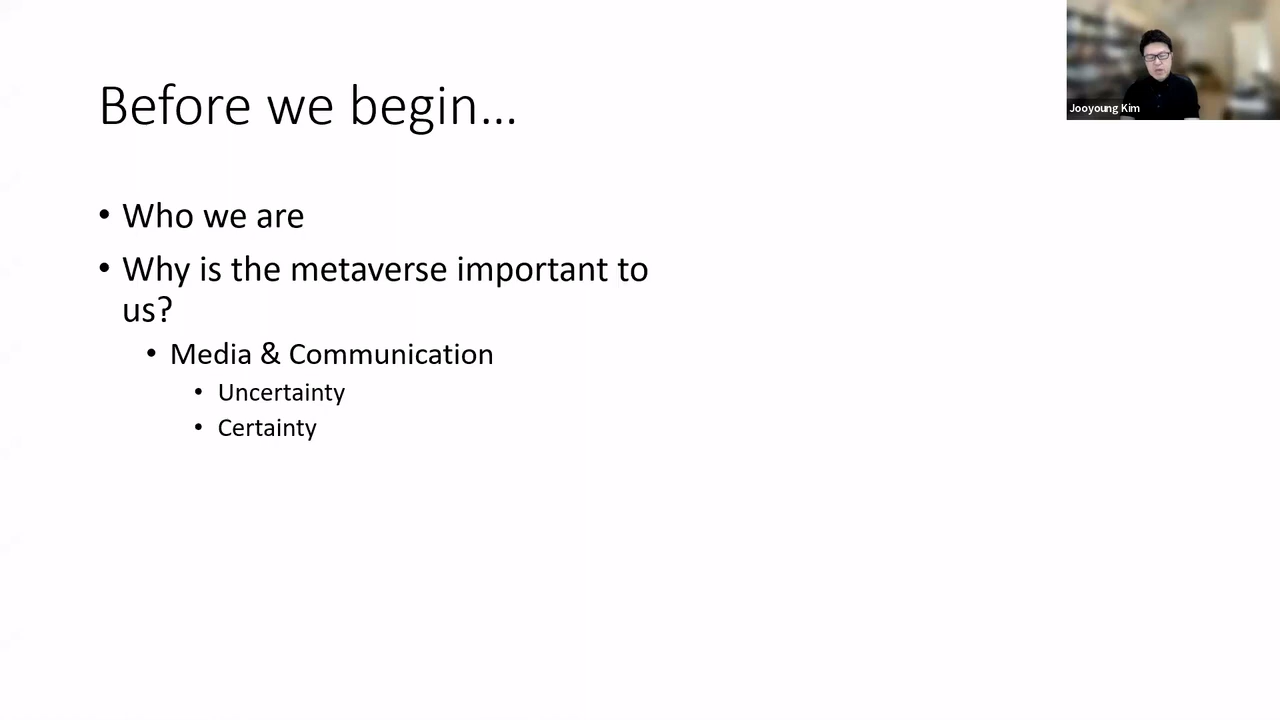 Before we begin...
• Who we are
• Why is the metaverse important to
us?
• Media & Communication
• Uncertainty
• Certainty
Jooyoung Kim